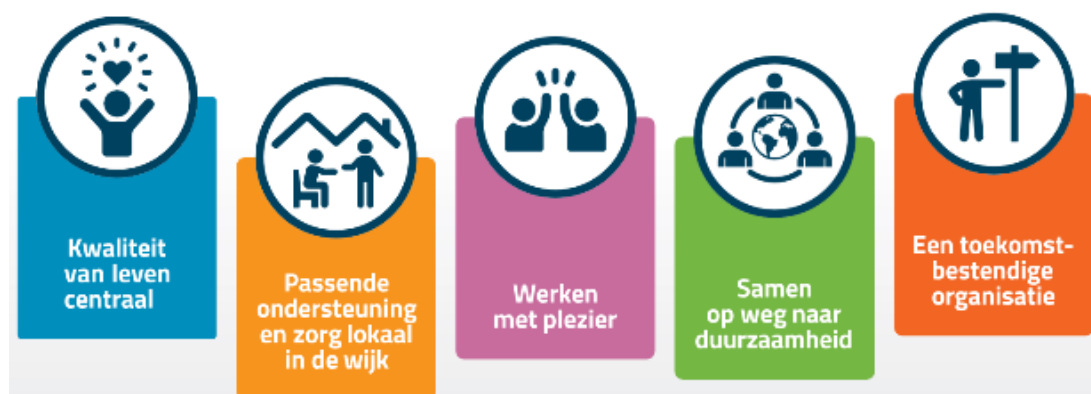 Kwaliteit
van leven
centraal
Passende
ondersteuning
en zorg lokaal
in de wijk
Werken
met plezier
Samen
op weg naar
duurzaamheid
Een toekomst-
bestendige
organisatie